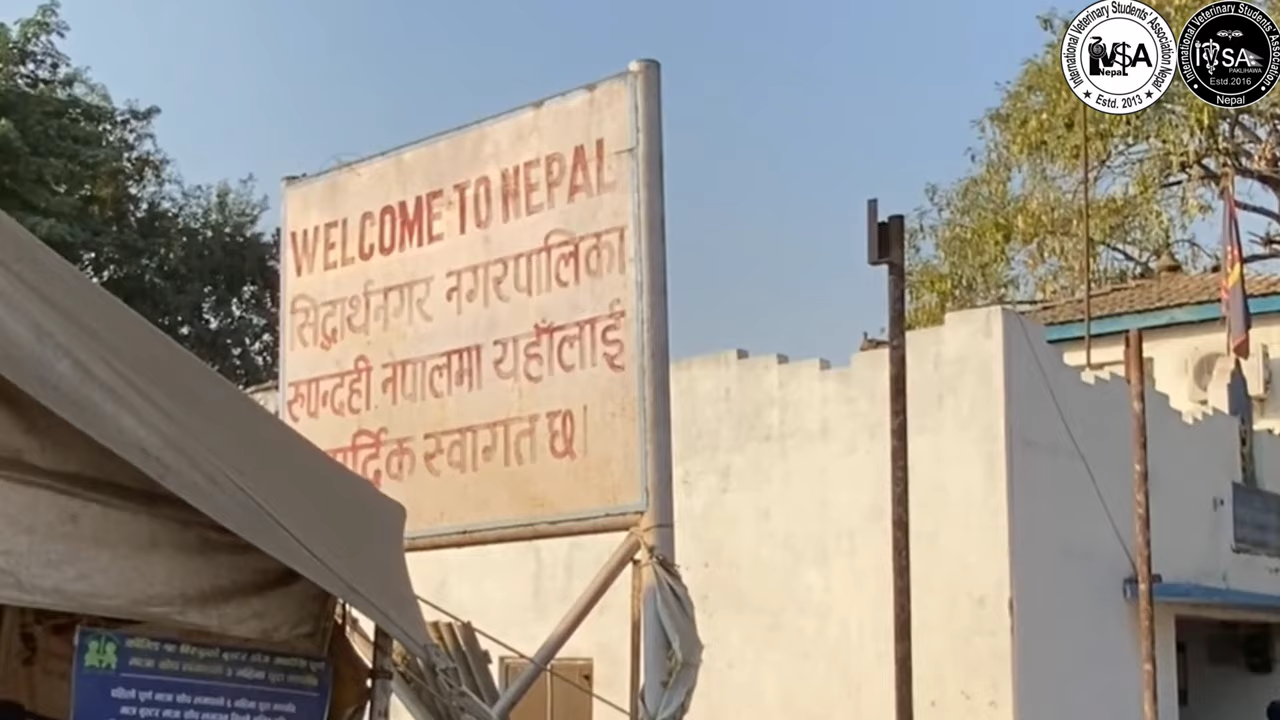 WELCOME TO NEPAL
सिद्धार्थनगर नगरपालिका
रुपन्देही नेपालमा यहाँलाई
हार्दिक स्वागत छ।
International Veterinary Students' Association Nepal
IVSA
Nepal
Estd. 2013
International Veterinary Students' Association
IVSA
PAKLIHAWA
Estd.2016
Nepal